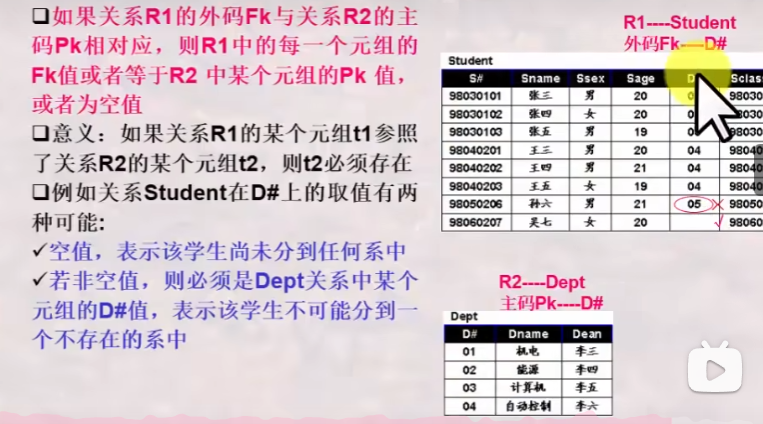 ❑如果关系R1的外码Fk与关系R2的主
码Pk相对应，则R1中的每一个元组的
Fk值或者等于R2 中某个元组的Pk 值，
或者为空值
❑意义：如果关系R1的某个元组t1参照
了关系R2的某个元组t2，则t2必须存在
❑例如关系Student在D#上的取值有两
种可能:
✓空值，表示该学生尚未分到任何系中
✓若非空值，则必须是Dept关系中某个
元组的D#值，表示该学生不可能分到一
个不存在的系中
R1----Student
外码Fk----D#
Student
S# Sname Ssex Sage D Sclas
98030101 张三 男 20 0 98030
98030102 张四 女 20 0 98030
98030103 张五 男 19 0 98030
98040201 王三 男 20 04 98040
98040202 王四 男 21 04 98040
98040203 王五 女 19 04 98040
98050206 孙六 男 21 05 98050
98060207 吴七 女 20 98060
R2----Dept
主码Pk----D#
Dept
D# Dname Dean
01 机电 李三
02 能源 李四
03 计算机 李五
04 自动控制 李六